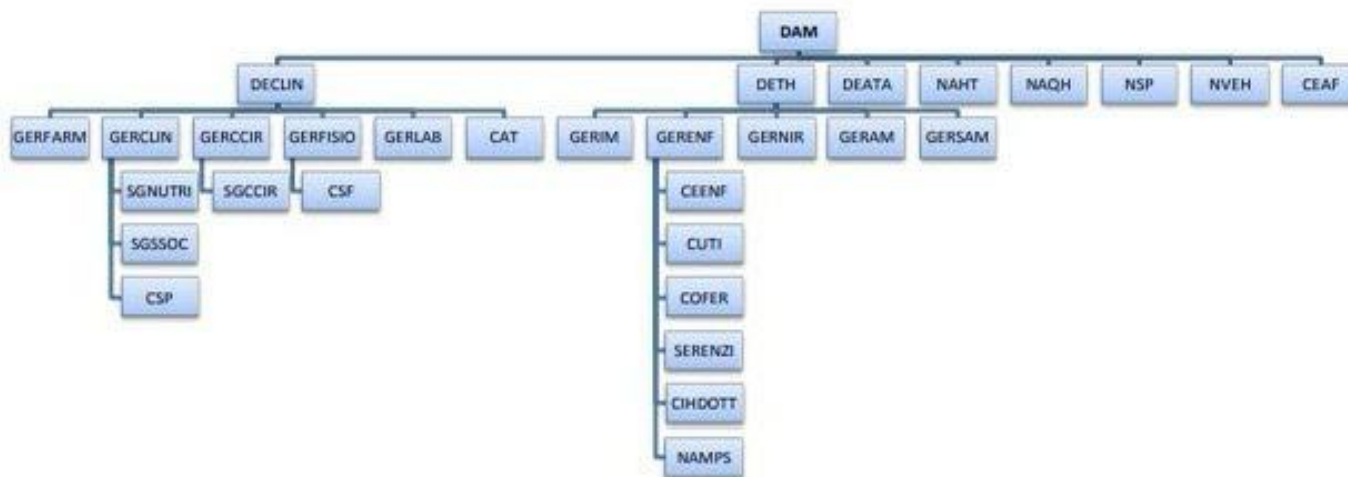 DAM
DECLIN DETH DEATA NAHT NAQH NSP NVEH CEAF
GERFARM GERCLIN GERCCIR GERFISIO GERLAB CAT GERIM GERENF GERNIR GERAM GERSAM
SGNUTRI SGCCIR CSF CEENF
SGSSOC CUTI
CSP COFER
SERENZI
CIHDOTT
NAMPS